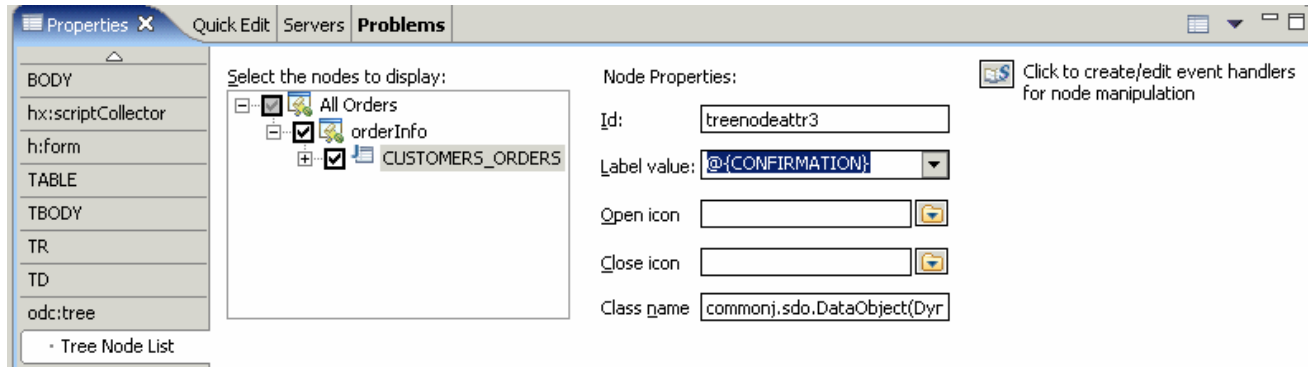 Properties Quick Edit Servers Problems
BODY
hx:scriptCollector
h:form
TABLE
TBODY
TR
TD
odc:tree
Tree Node List
Select the nodes to display:
All Orders
orderInfo
CUSTOMERS_ORDERS
Node Properties:
Id: treenodeattr3
Label value: @{CONFIRMATION}
Open icon
Close icon
Class name commonj.sdo.DataObject(Dyr
Click to create/edit event handlers
for node manipulation